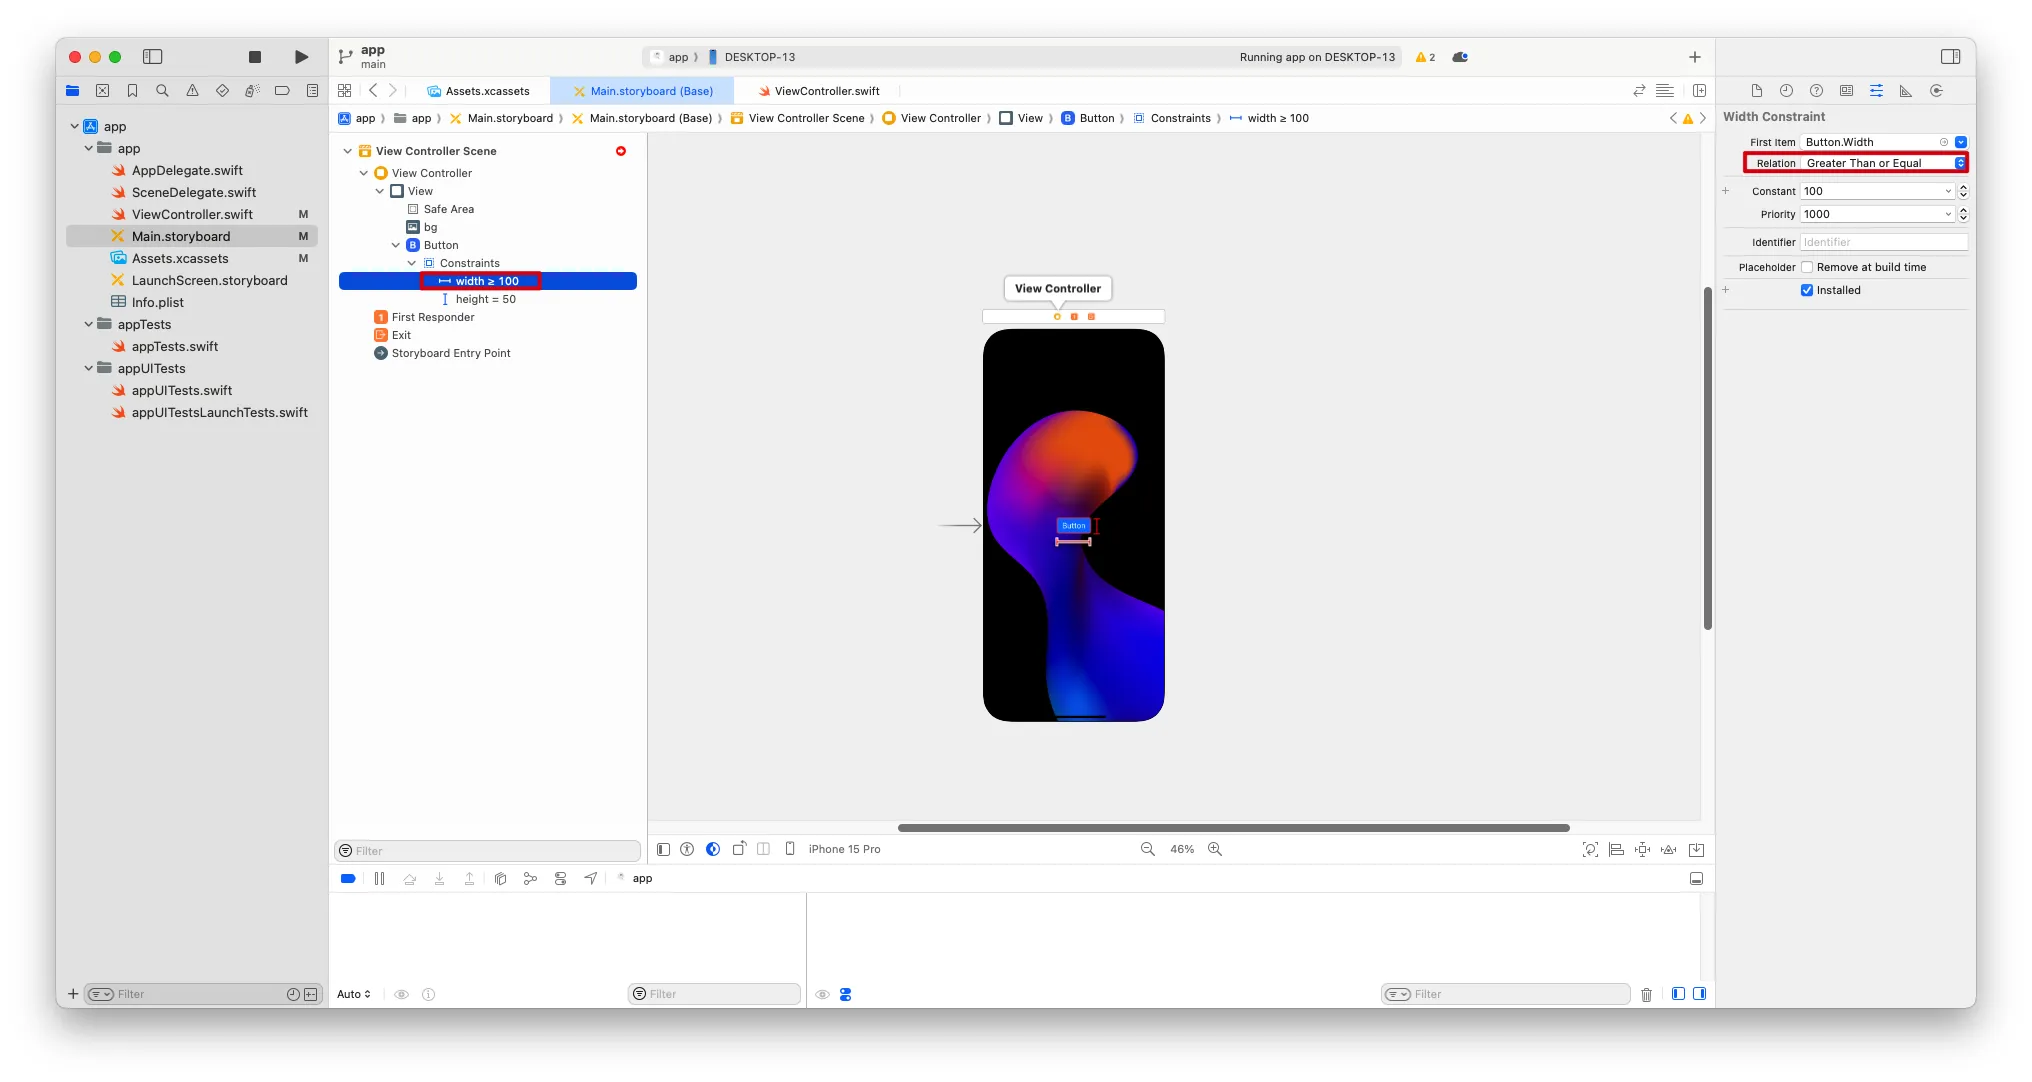 app
main
app
DESKTOP-13
Running app on DESKTOP-13
2
Assets.xcassets
Main.storyboard (Base)
ViewController.swift
app
app
Main.storyboard
Main.storyboard (Base)
View Controller Scene
View Controller
View
B
Button
Constraints
width ≥ 100
app
app
AppDelegate.swift
SceneDelegate.swift
ViewController.swift
M
Main.storyboard
M
Assets.xcassets
M
LaunchScreen.storyboard
Info.plist
appTests
appTests.swift
appUITests
appUITests.swift
appUITestsLaunchTests.swift
Filter
View Controller Scene
View Controller
View
Safe Area
bg
B
Button
Constraints
width ≥ 100
height = 50
1
First Responder
Exit
Storyboard Entry Point
Filter
View Controller
Button
iPhone 15 Pro
46%
app
Auto
Filter
Filter
Width Constraint
First Item
Button.Width
Relation
Greater Than or Equal
Constant
100
Priority
1000
Identifier
Identifier
Placeholder
Remove at build time
Installed